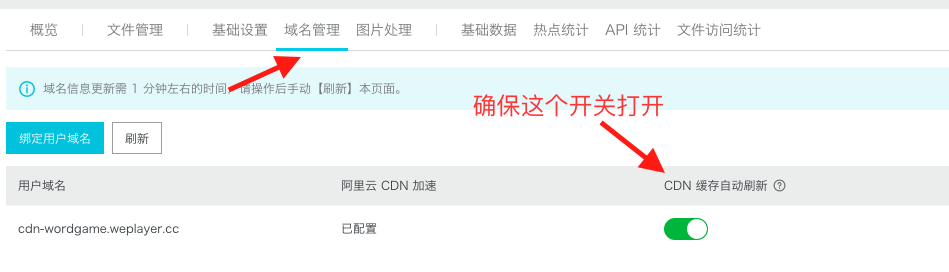 概览 文件管理 基础设置 域名管理 图片处理 基础数据 热点统计 API 统计 文件访问统计
域名信息更新需 1 分钟左右的时间，请操作后手动【刷新】本页面。
确保这个开关打开
绑定用户域名 刷新
用户域名 阿里云 CDN 加速 CDN 缓存自动刷新
cdn-wordgame.weplayer.cc 已配置